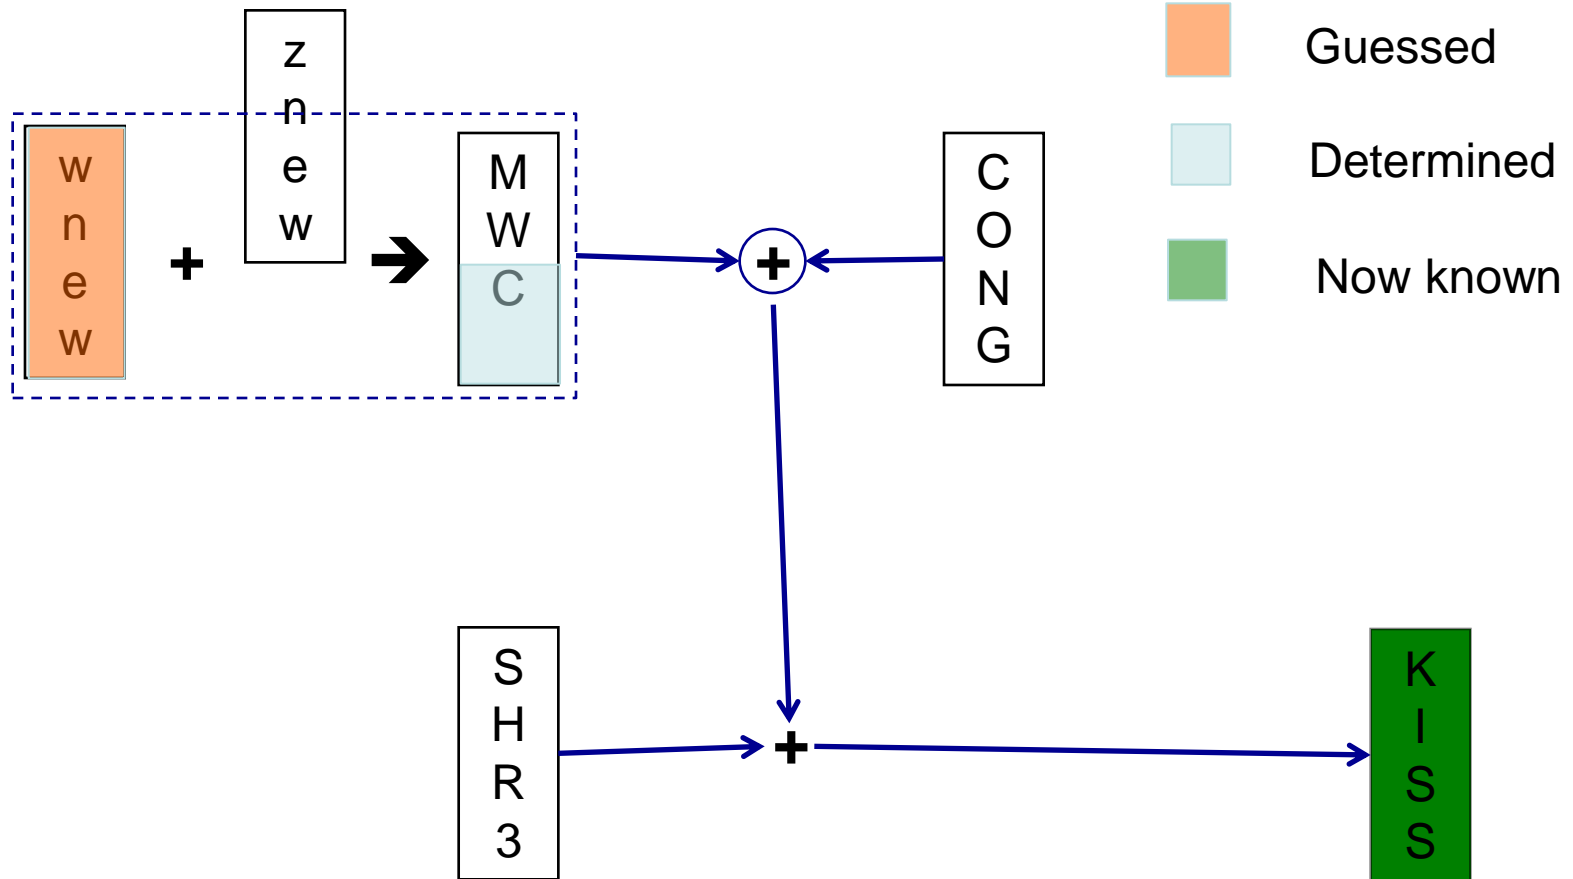 z
n
e
w
w
n
e
w
+
➔
M
W
C
+
C
O
N
G
Guessed
Determined
Now known
S
H
R
3
+
K
I
S
S